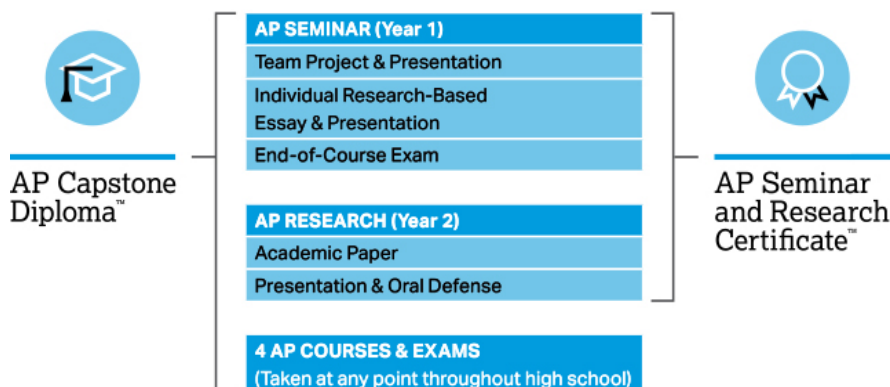 AP Capstone
Diploma™
AP SEMINAR (Year 1)
Team Project & Presentation
Individual Research-Based
Essay & Presentation
End-of-Course Exam
AP RESEARCH (Year 2)
Academic Paper
Presentation & Oral Defense
4 AP COURSES & EXAMS
(Taken at any point throughout high school)
AP Seminar
and Research
Certificate™